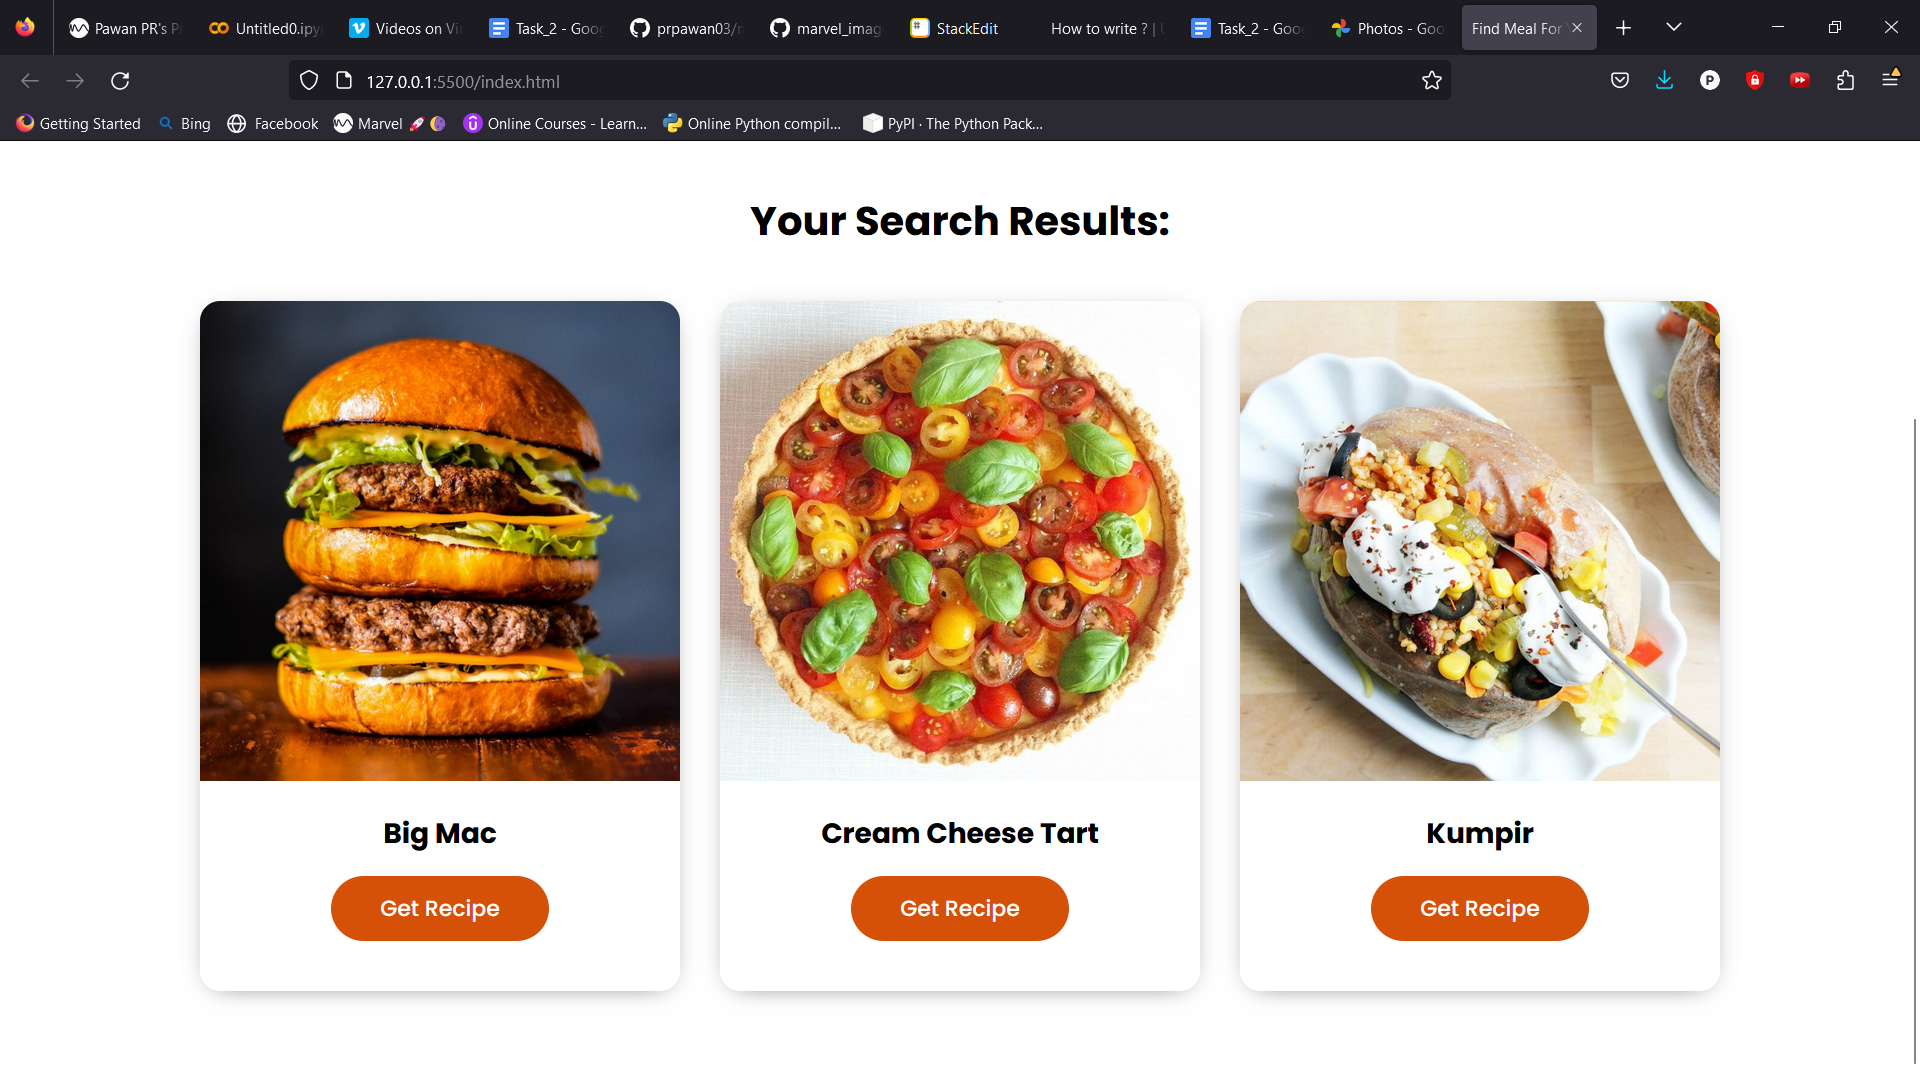 Pawan PR's P
Untitled0.ipy
Videos on Vi
Task_2 - Goo
prpawan03/
marvel_imag
StackEdit
How to write ? |
Task_2 - Goo
Photos - Goo
Find Meal For
127.0.0.1:5500/index.html
Getting Started
Bing
Facebook
Marvel 🚀
Online Courses - Learn...
Online Python compil...
PyPI · The Python Pack...
Your Search Results:
Big Mac
Cream Cheese Tart
Kumpir
Get Recipe
Get Recipe
Get Recipe